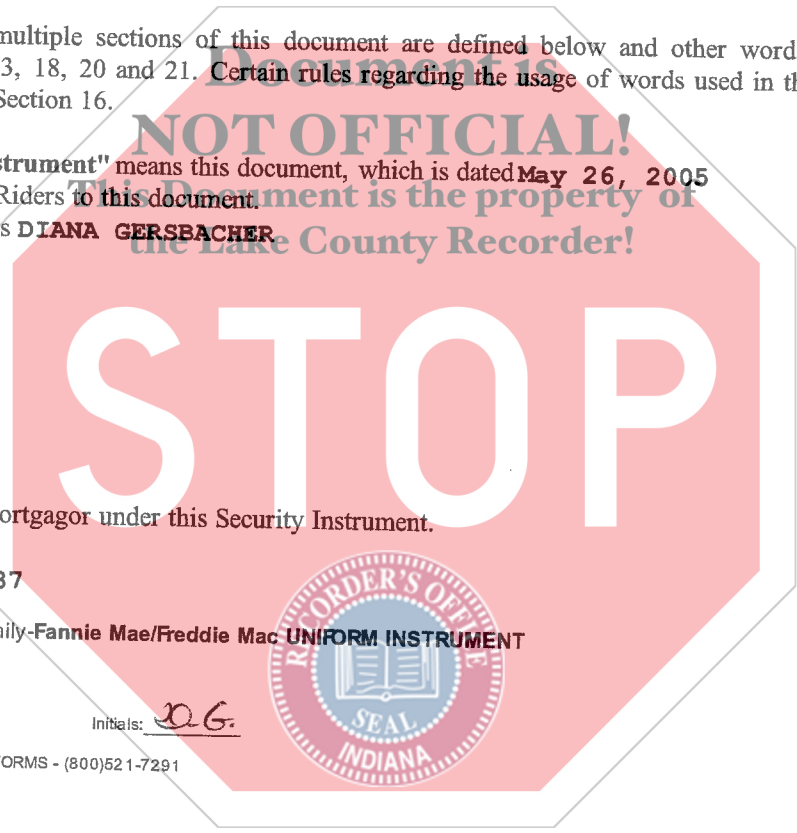 multiple sections of this document are defined below and other word
3, 18, 20 and 21. Certain rules regarding the usage of words used in th
Section 16.
Document is
NOT OFFICIAL!
strument" means this document, which is dated May 26, 2005
Riders to this document.
This Document is the property of
s DIANA GERSBACHER
the Lake County Recorder!
STOP
ortgagor under this Security Instrument.
37
nily-Fannie Mae/Freddie Mac UNIFORM INSTRUMENT
RECORDER'S OFFICE
SEAL
INDIANA
Initials: D.G.
ORMS - (800)521-7291